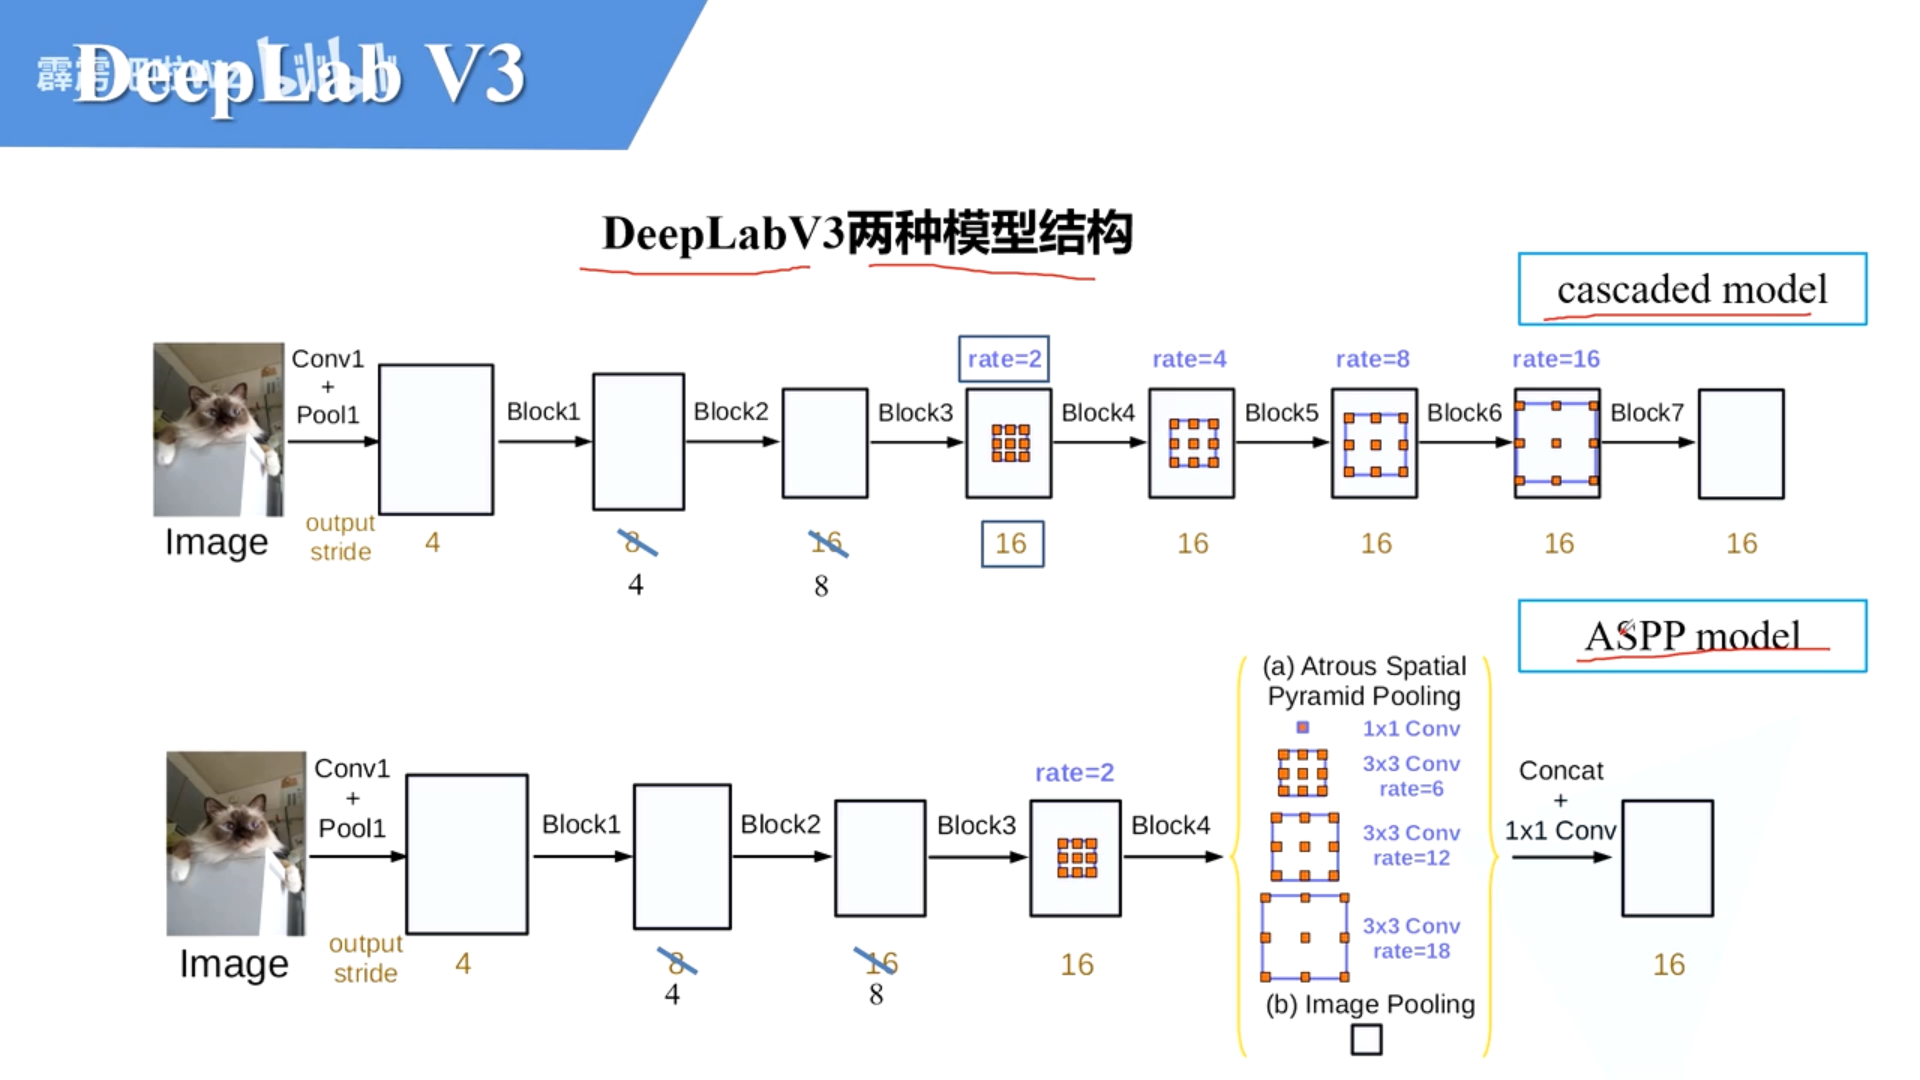 DeepLab V3
DeepLabV3两种模型结构
cascaded model
Conv1
+
Pool1
Block1
Block2
Block3
rate=2
Block4
rate=4
Block5
rate=8
Block6
rate=16
Block7
Image
output
stride
4
8
4
16
8
16
16
16
16
16
ASPP model
Conv1
+
Pool1
Block1
Block2
Block3
rate=2
Block4
(a) Atrous Spatial
Pyramid Pooling
1x1 Conv
3x3 Conv
rate=6
3x3 Conv
rate=12
3x3 Conv
rate=18
(b) Image Pooling
Concat
+
1x1 Conv
Image
output
stride
4
8
4
16
8
16
16